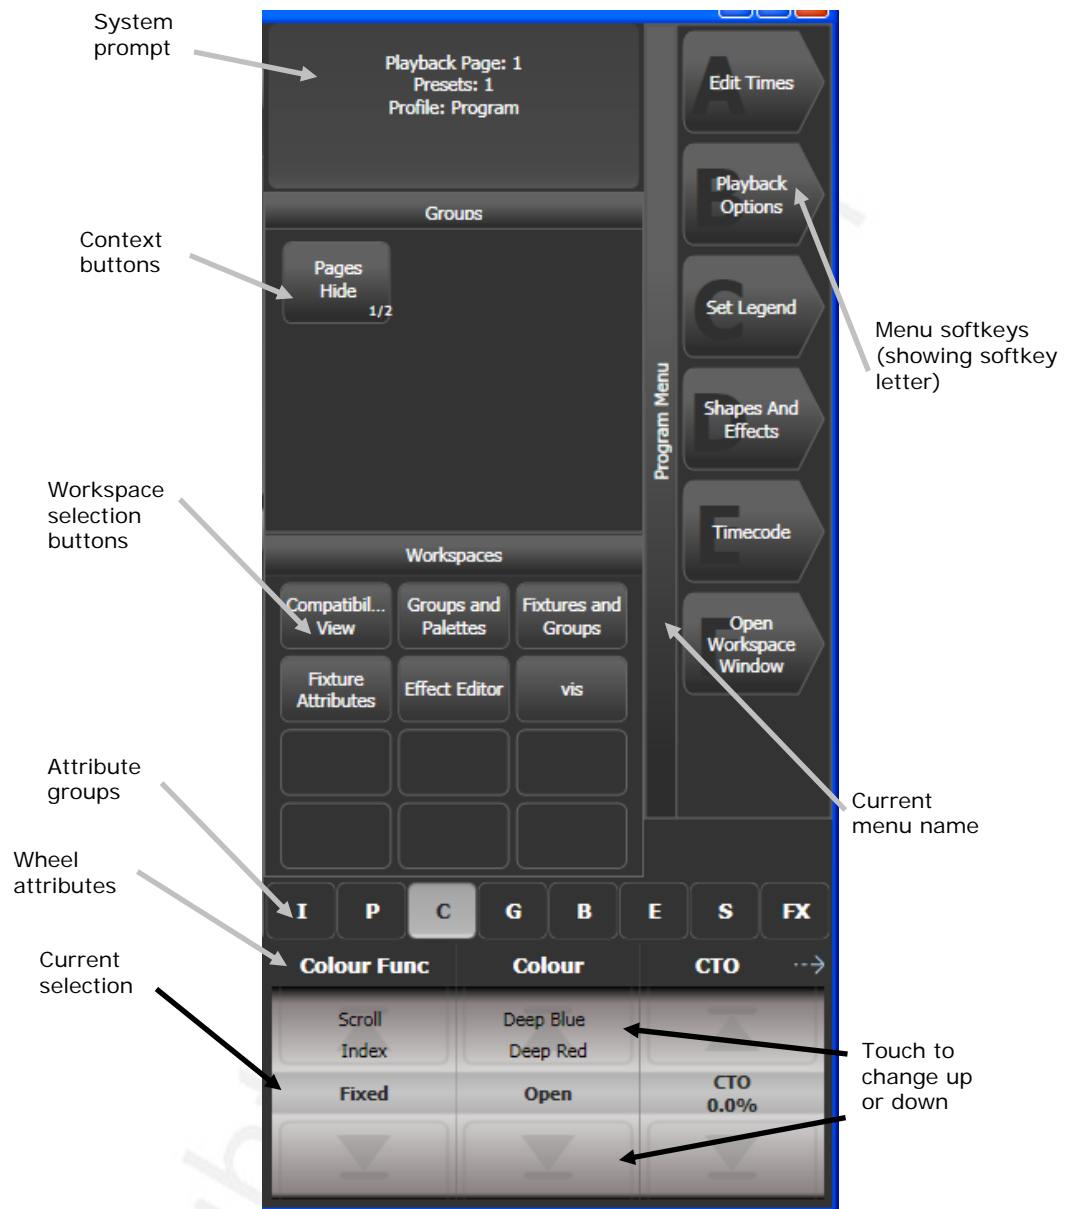 System
prompt
Playback Page: 1
Presets: 1
Profile: Program
A
Edit Times
B
Playback
Options
Groups
Context
buttons
Pages
Hide
1/2
C
Set Legend
Menu softkeys
(showing softkey
letter)
Program Menu
D
Shapes And
Effects
Workspace
selection
buttons
E
Timecode
Workspaces
Compatibil...
View
Groups and
Palettes
Fixtures and
Groups
F
Open
Workspace
Window
Fixture
Attributes
Effect Editor
vis
Attribute
groups
Current
menu name
Wheel
attributes
I P C G B E S FX
Current
selection
Colour Func Colour CTO
Scroll
Index
Fixed
Deep Blue
Deep Red
Open
CTO
0.0%
Touch to
change up
or down